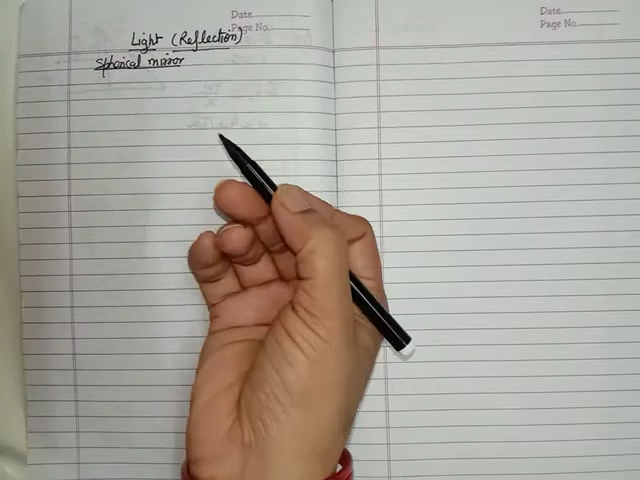 Date
Page No.
Light (Reflection)
Spherical mirror
Date
Page No.